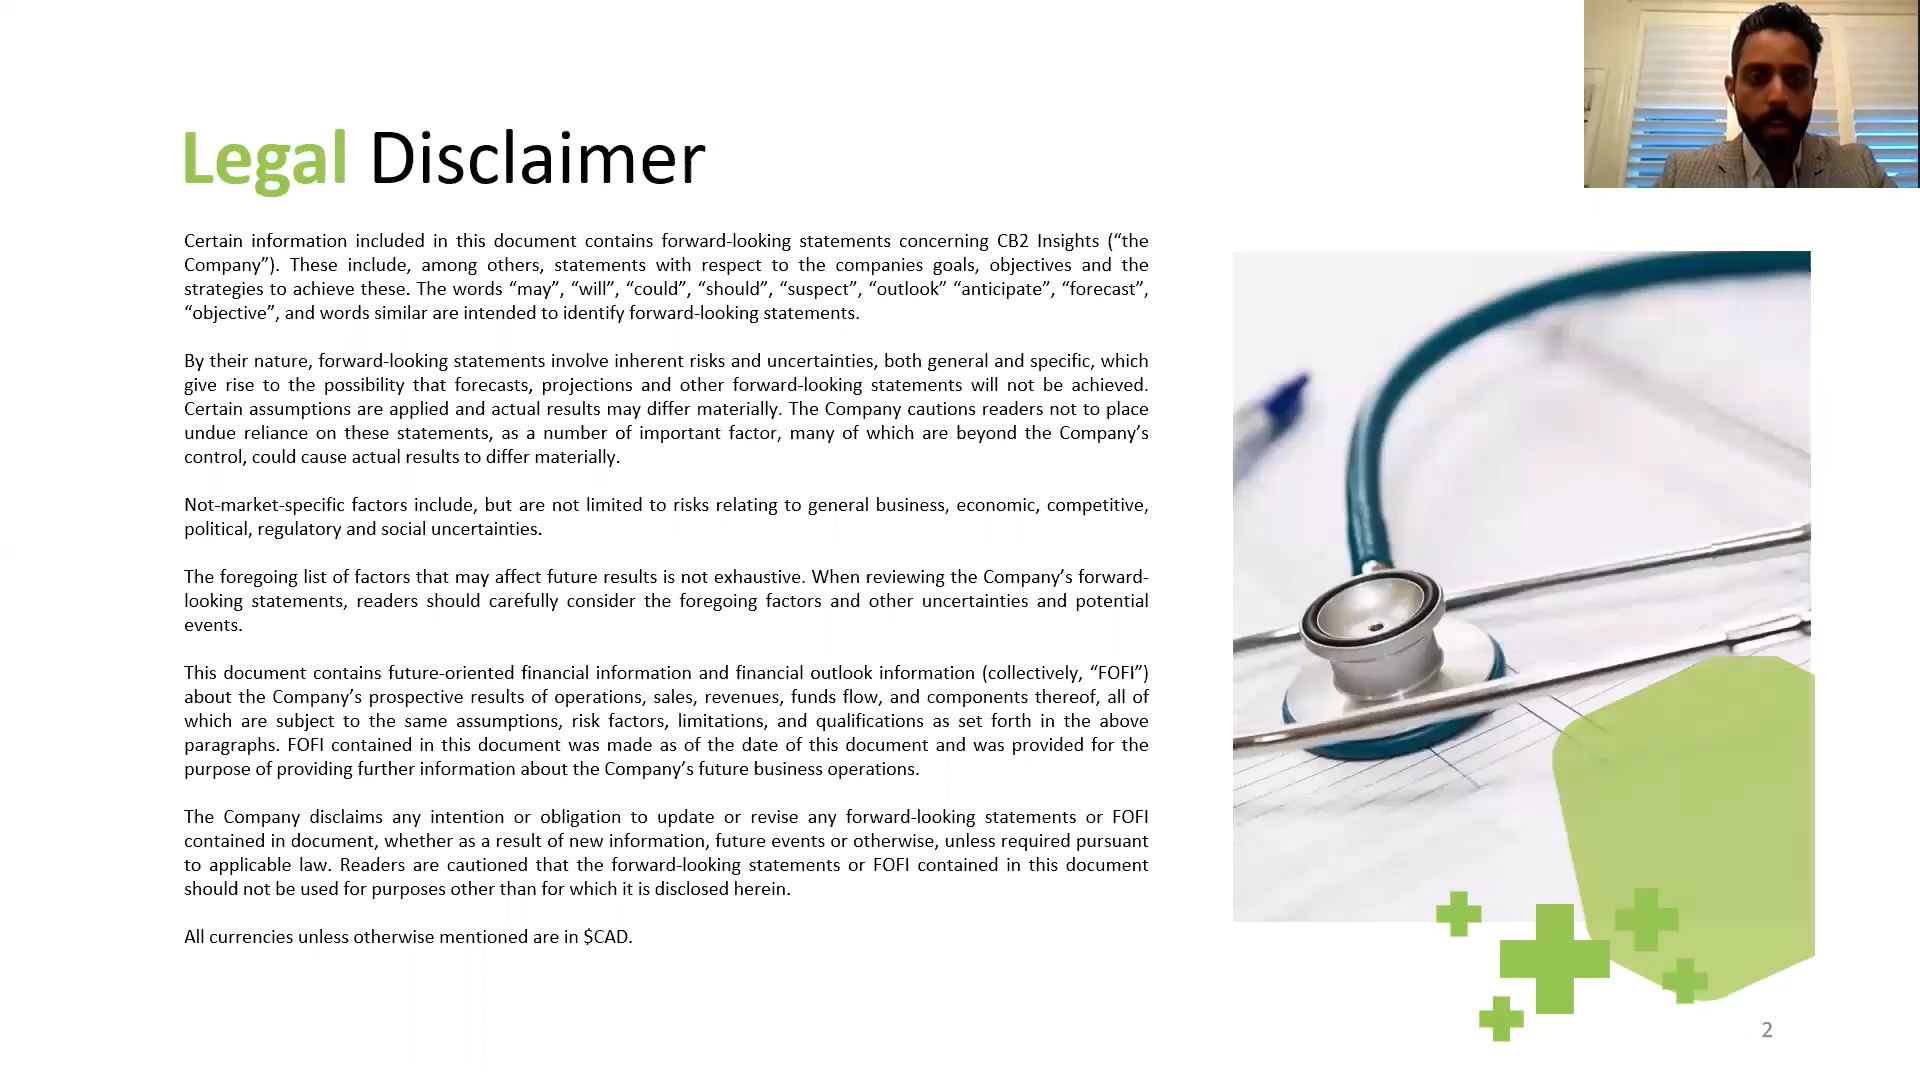 Legal Disclaimer
Certain information included in this document contains forward-looking statements concerning CB2 Insights (“the
Company”). These include, among others, statements with respect to the companies goals, objectives and the
strategies to achieve these. The words “may”, “will”, “could”, “should”, “suspect”, “outlook” “anticipate”, “forecast”,
“objective”, and words similar are intended to identify forward-looking statements.
By their nature, forward-looking statements involve inherent risks and uncertainties, both general and specific, which
give rise to the possibility that forecasts, projections and other forward-looking statements will not be achieved.
Certain assumptions are applied and actual results may differ materially. The Company cautions readers not to place
undue reliance on these statements, as a number of important factor, many of which are beyond the Company’s
control, could cause actual results to differ materially.
Not-market-specific factors include, but are not limited to risks relating to general business, economic, competitive,
political, regulatory and social uncertainties.
The foregoing list of factors that may affect future results is not exhaustive. When reviewing the Company’s forward-
looking statements, readers should carefully consider the foregoing factors and other uncertainties and potential
events.
This document contains future-oriented financial information and financial outlook information (collectively, “FOFI”)
about the Company’s prospective results of operations, sales, revenues, funds flow, and components thereof, all of
which are subject to the same assumptions, risk factors, limitations, and qualifications as set forth in the above
paragraphs. FOFI contained in this document was made as of the date of this document and was provided for the
purpose of providing further information about the Company’s future business operations.
The Company disclaims any intention or obligation to update or revise any forward-looking statements or FOFI
contained in document, whether as a result of new information, future events or otherwise, unless required pursuant
to applicable law. Readers are cautioned that the forward-looking statements or FOFI contained in this document
should not be used for purposes other than for which it is disclosed herein.
All currencies unless otherwise mentioned are in $CAD.
2